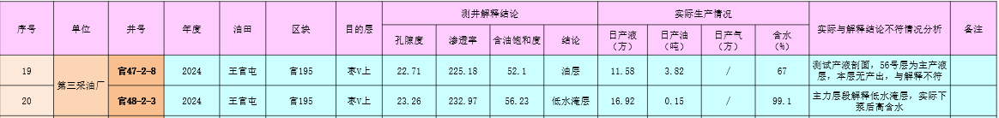 序号 单位 井号 年度 油田 区块 目的层 测井解释结论 实际生产情况 实际与解释结论不符情况分析 备注
孔隙度 渗透率 含油饱和度 结论 日产液(方) 日产油(吨) 日产气(方) 含水(%)
19 第三采油厂 官47-2-8 2024 王官屯 官195 枣V上 22.71 225.18 52.1 油层 11.58 3.82 / 67 测试产液剖面,56号层为主产液层,本层无产出,与解释不符
20 官48-2-3 2024 王官屯 官195 枣V上 23.26 232.97 56.23 低水淹层 16.92 0.15 / 99.1 主力层段解释低水淹层,实际下泵后高含水